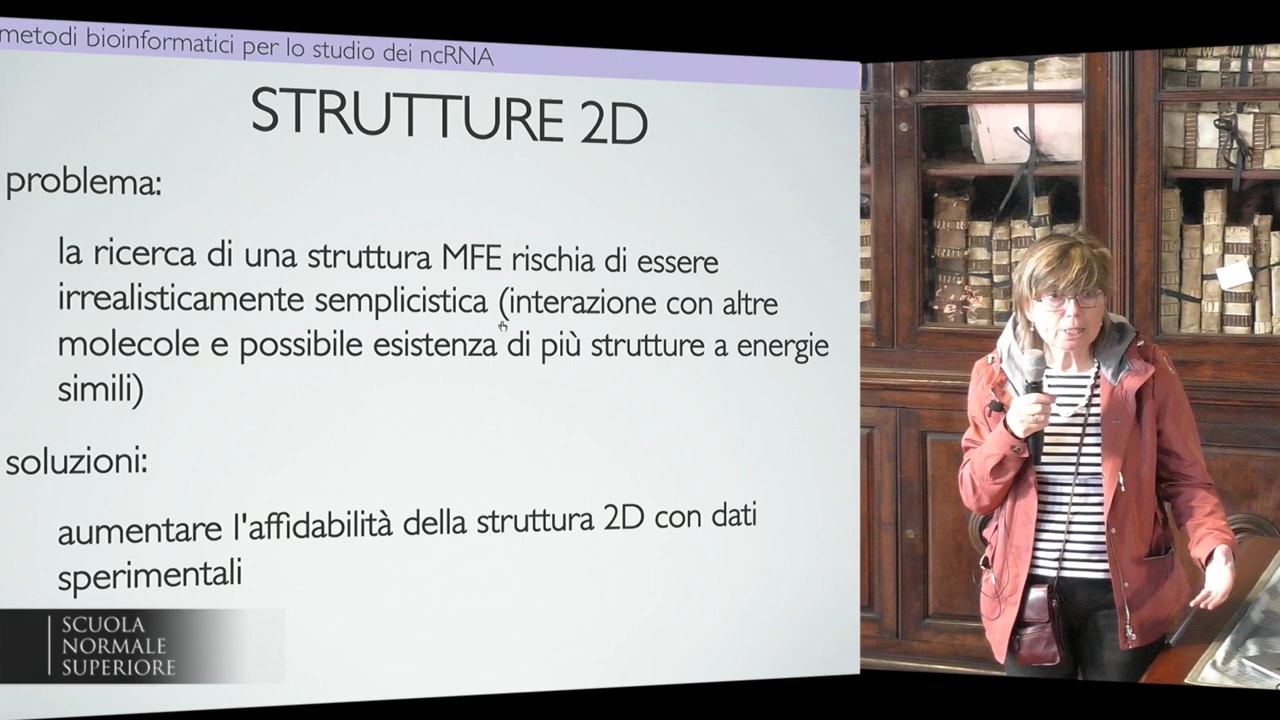 metodi bioinformatici per lo studio dei ncRNA
STRUTTURE 2D
problema:
la ricerca di una struttura MFE rischia di essere
irrealisticamente semplicistica (interazione con altre
molecole e possibile esistenza di più strutture a energie
simili)
soluzioni:
aumentare l'affidabilità della struttura 2D con dati
sperimentali
SCUOLA
NORMALE
SUPERIORE